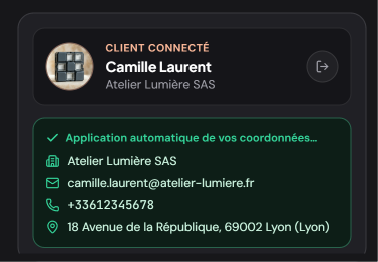 CLIENT CONNECTÉ
Camille Laurent
Atelier Lumière SAS
Application automatique de vos coordonnées...
Atelier Lumière SAS
camille.laurent@atelier-lumiere.fr
+33612345678
18 Avenue de la République, 69002 Lyon (Lyon)